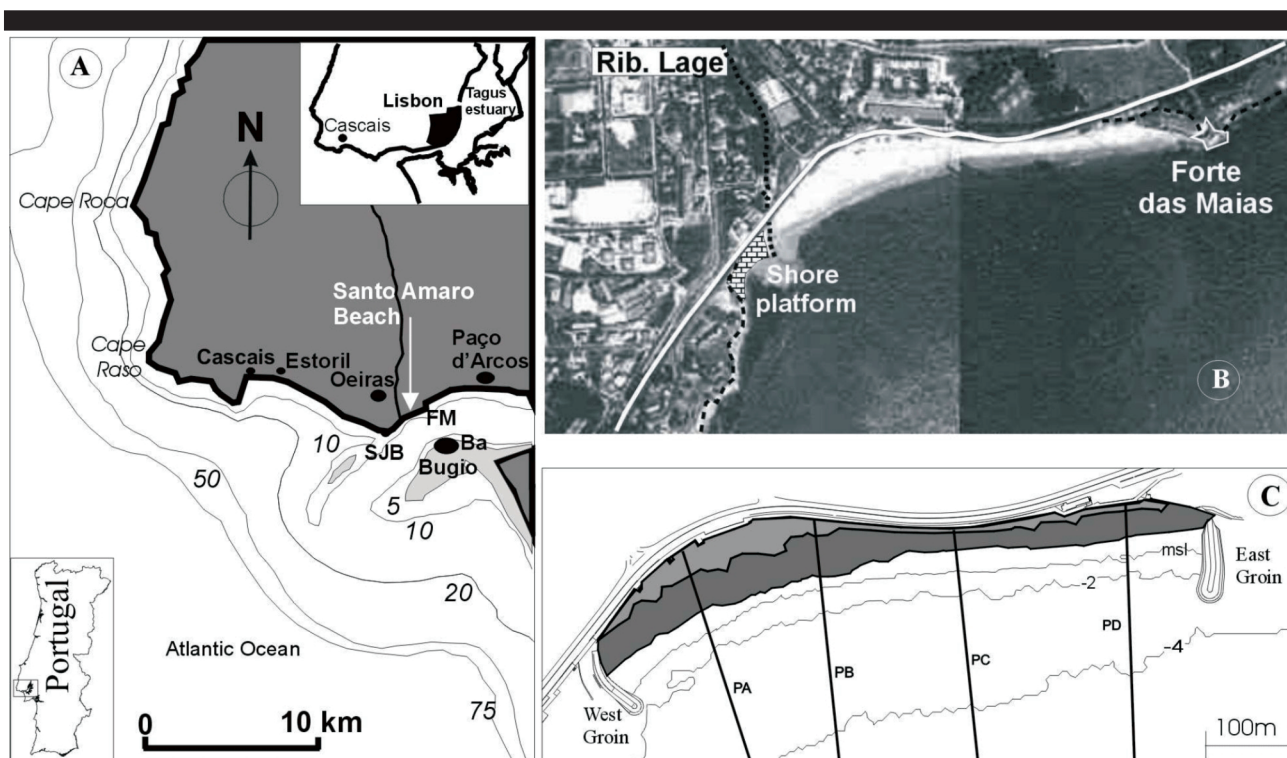 A
N
Lisbon
Tagus
estuary
Cascais
Cape Roca
Santo Amaro
Beach
Cape
Raso
Cascais
Estoril
Oeiras
Paço
d'Arcos
FM
SJB
Ba
Bugio
10
5
10
50
20
75
Atlantic Ocean
Portugal
0
10 km
Rib. Lage
Forte
das Maias
Shore
platform
B
C
msl
-2
-4
East
Groin
PA
PB
PC
PD
West
Groin
100m